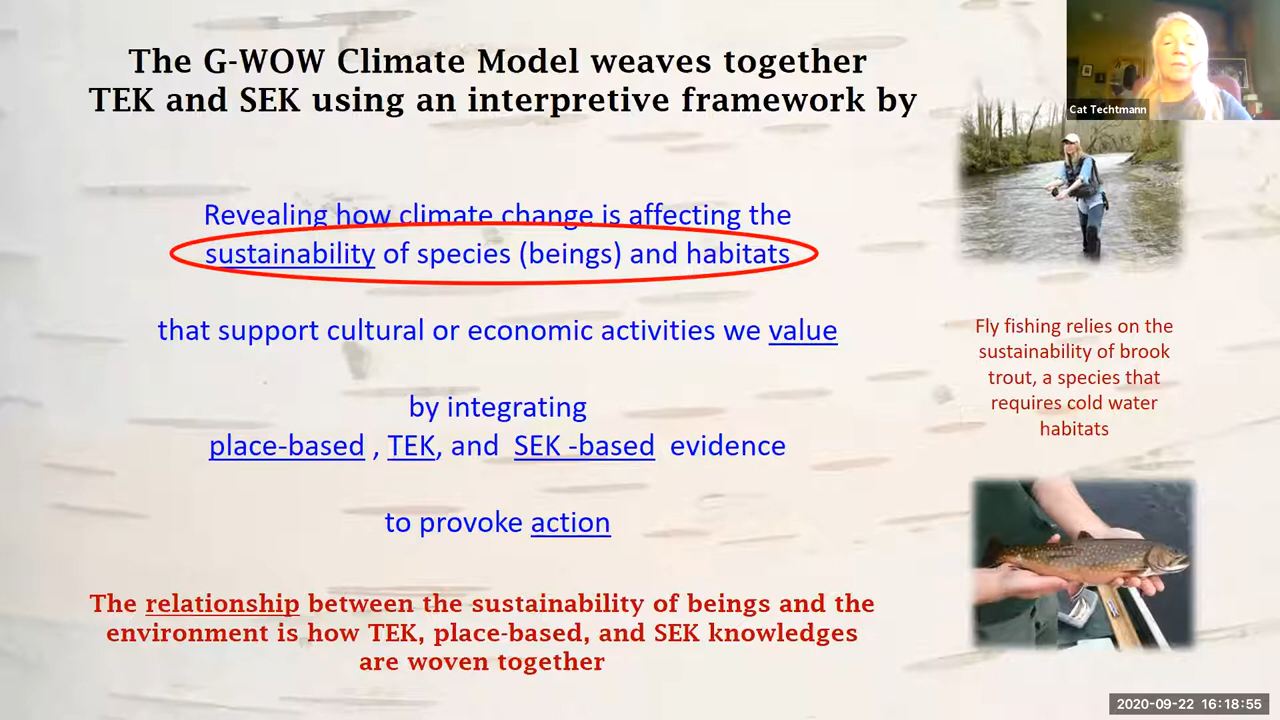 The G-WOW Climate Model weaves together
TEK and SEK using an interpretive framework by
Revealing how climate change is affecting the
sustainability of species (beings) and habitats
that support cultural or economic activities we value
by integrating
place-based , TEK, and SEK -based evidence
to provoke action
The relationship between the sustainability of beings and the
environment is how TEK, place-based, and SEK knowledges
are woven together
Cat Techtmann
Fly fishing relies on the
sustainability of brook
trout, a species that
requires cold water
habitats
2020-09-22 16:18:55